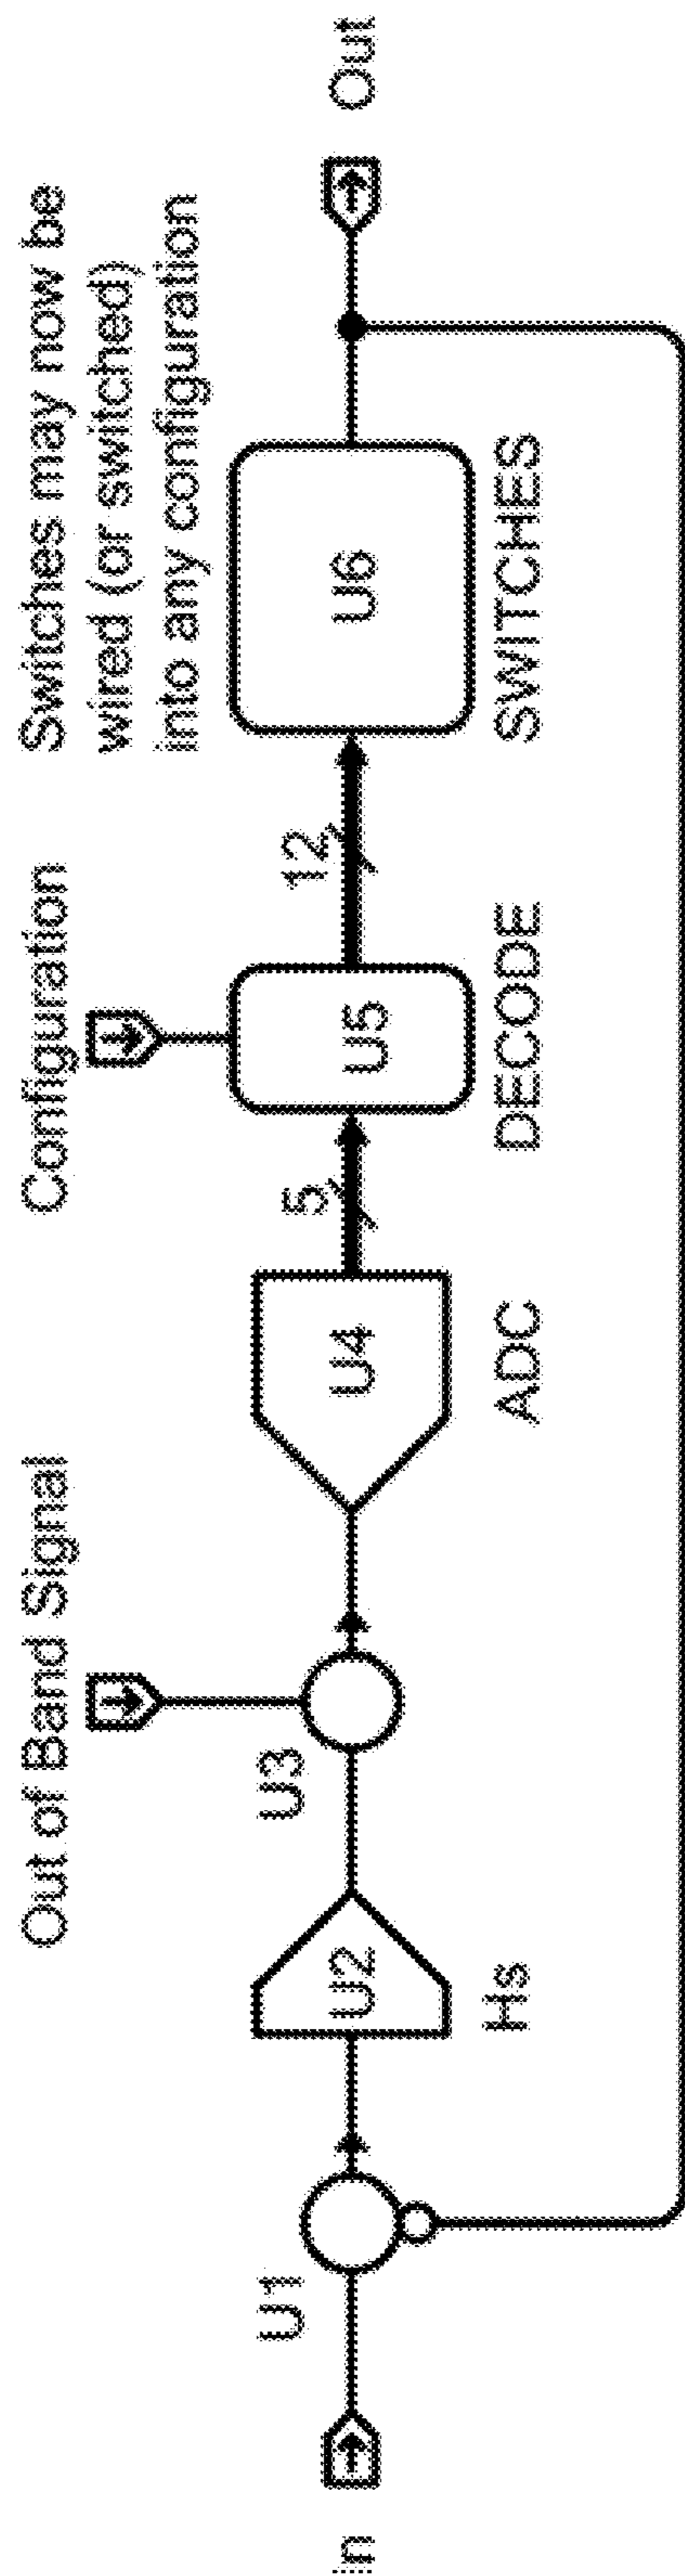 In
U1
U2
Hs
Out of Band Signal
U3
U4
ADC
5
Configuration
U5
DECODE
12
Switches may now be
wired (or switched)
into any configuration
U6
SWITCHES
Out